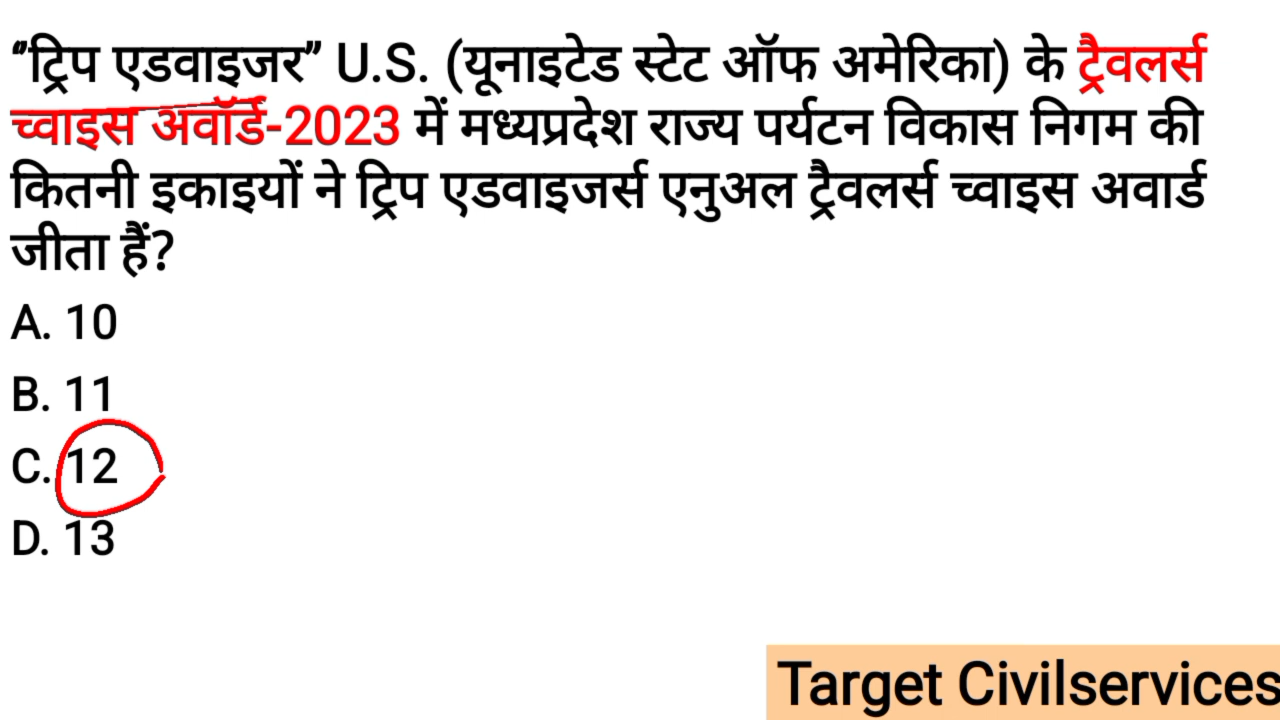 “ट्रिप एडवाइजर” U.S. (यूनाइटेड स्टेट ऑफ अमेरिका) के ट्रैवलर्स
च्वाइस अवॉर्ड-2023 में मध्यप्रदेश राज्य पर्यटन विकास निगम की
कितनी इकाइयों ने ट्रिप एडवाइजर्स एनुअल ट्रैवलर्स च्वाइस अवार्ड
जीता हैं?
A. 10
B. 11
C. 12
D. 13
Target Civilservices